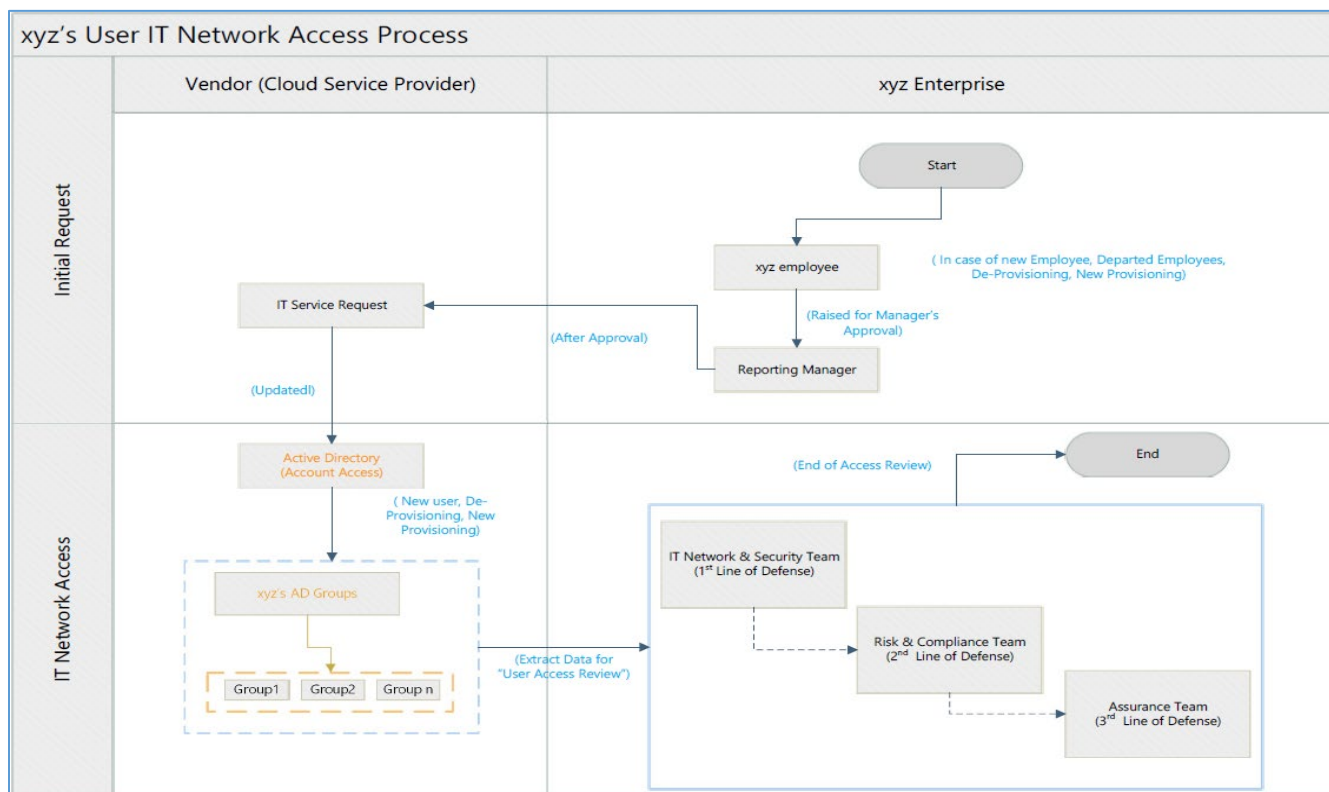 xyz's User IT Network Access Process
Vendor (Cloud Service Provider)
xyz Enterprise
Initial Request
Start
xyz employee
( In case of new Employee, Departed Employees,
De-Provisioning, New Provisioning)
IT Service Request
(Raised for Manager's
Approval)
(After Approval)
Reporting Manager
(Updatedl)
IT Network Access
Active Directory
(Account Access)
( New user, De-
Provisioning, New
Provisioning)
xyz's AD Groups
Group1
Group2
Group n
(Extract Data for
"User Access Review")
(End of Access Review)
End
IT Network & Security Team
(1st Line of Defense)
Risk & Compliance Team
(2nd Line of Defense)
Assurance Team
(3rd Line of Defense)